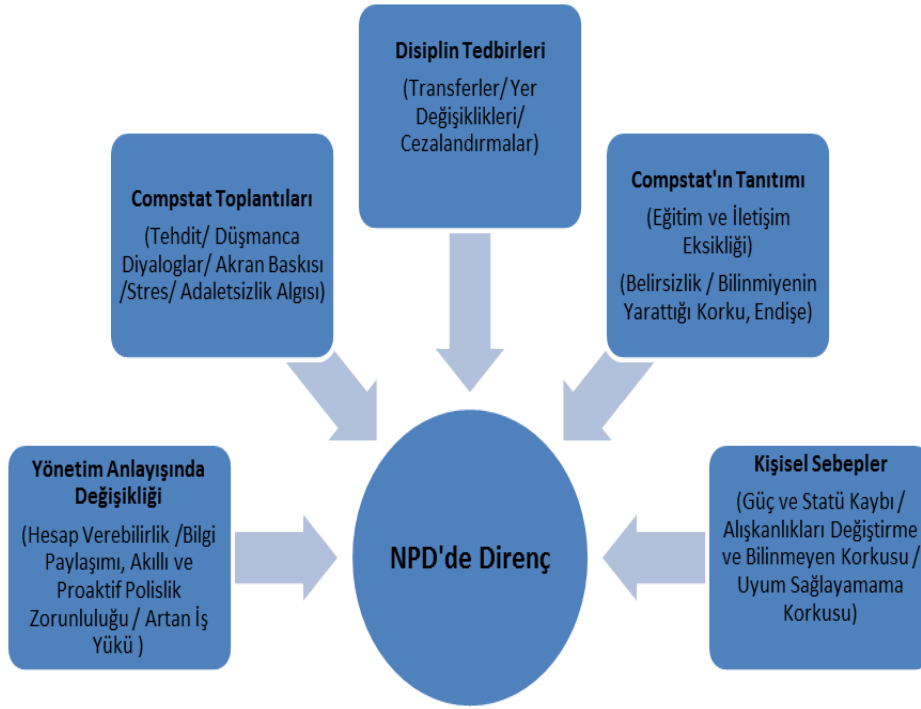 Disiplin Tedbirleri
(Transferler/ Yer
Değişiklikleri/
Cezalandırmalar)
Compstat Toplantıları
(Tehdit/ Düşmanca
Diyaloglar/ Akran Baskısı
/Stres/ Adaletsizlik Algısı)
Compstat'ın Tanıtımı
(Eğitim ve İletişim
Eksikliği)
(Belirsizlik / Bilinmiyenin
Yarattığı Korku, Endişe)
Yönetim Anlayışında
Değişikliği
(Hesap Verebilirlik /Bilgi
Paylaşımı, Akıllı ve
Proaktif Polislik
Zorunluluğu / Artan İş
Yükü )
NPD'de Direnç
Kişisel Sebepler
(Güç ve Statü Kaybı /
Alışkanlıkları Değiştirme
ve Bilinmeyen Korkusu /
Uyum Sağlayamama
Korkusu)